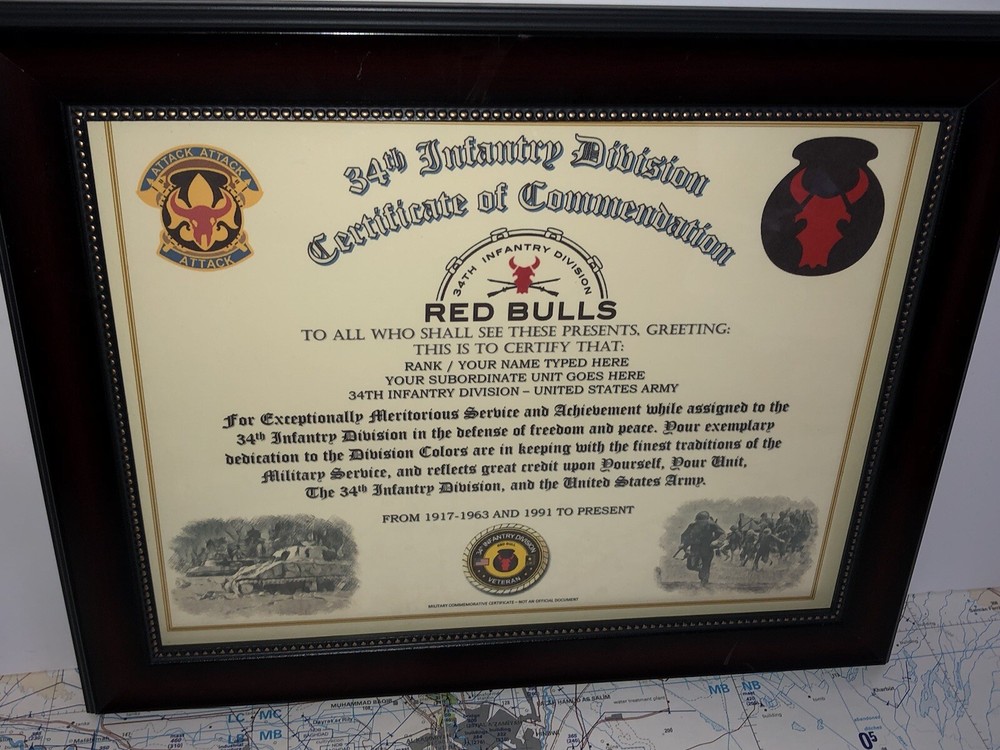 34th Infantry Division
Certificate of Commendation
ATTACK ATTACK
ATTACK
34TH INFANTRY DIVISION
RED BULLS
TO ALL WHO SHALL SEE THESE PRESENTS, GREETING:
THIS IS TO CERTIFY THAT:
RANK / YOUR NAME TYPED HERE
YOUR SUBORDINATE UNIT GOES HERE
34TH INFANTRY DIVISION – UNITED STATES ARMY
For Exceptionally Meritorious Service and Achievement while assigned to the
34th Infantry Division in the defense of freedom and peace. Your exemplary
dedication to the Division Colors are in keeping with the finest traditions of the
Military Service, and reflects great credit upon Yourself, Your Unit,
The 34th Infantry Division, and the United States Army.
FROM 1917-1963 AND 1991 TO PRESENT
34th INFANTRY DIVISION
RED BULL
VETERAN
MILITARY COMMEMORATIVE CERTIFICATE - NOT AN OFFICIAL DOCUMENT
LC MC
LB MB
MB NB
water treatment plant
building
05